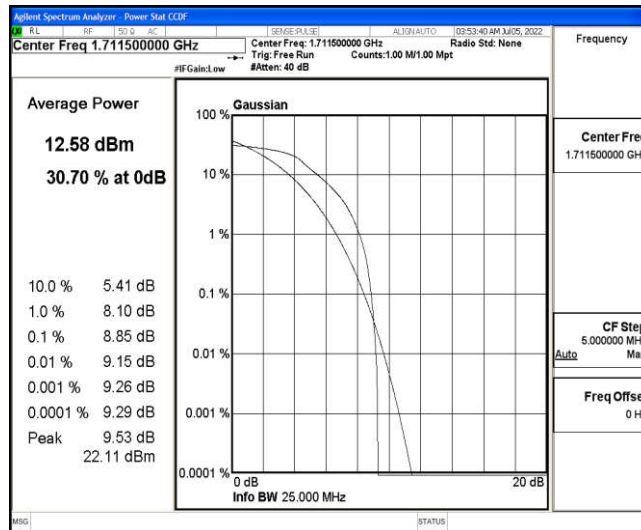 Agilent Spectrum Analyzer - Power Stat CCDF
RL RF 50 Ω AC SENSE:PULSE ALIGN AUTO 03:53:40 AM Jul 05, 2022
Center Freq 1.711500000 GHz
Center Freq: 1.711500000 GHz Radio Std: None
Trig: Free Run Counts:1.00 M/1.00 Mpt
#IFGain:Low #Atten: 40 dB
Frequency
Average Power
12.58 dBm
30.70 % at 0dB
10.0 % 5.41 dB
1.0 % 8.10 dB
0.1 % 8.85 dB
0.01 % 9.15 dB
0.001 % 9.26 dB
0.0001 % 9.29 dB
Peak 9.53 dB
22.11 dBm
Gaussian
100 %
10 %
1 %
0.1 %
0.01 %
0.001 %
0.0001 %
0 dB 20 dB
Info BW 25.000 MHz
Center Fre
1.711500000 GH
CF Step
5.000000 MH
Auto Ma
Freq Offse
0 H
MSG STATUS